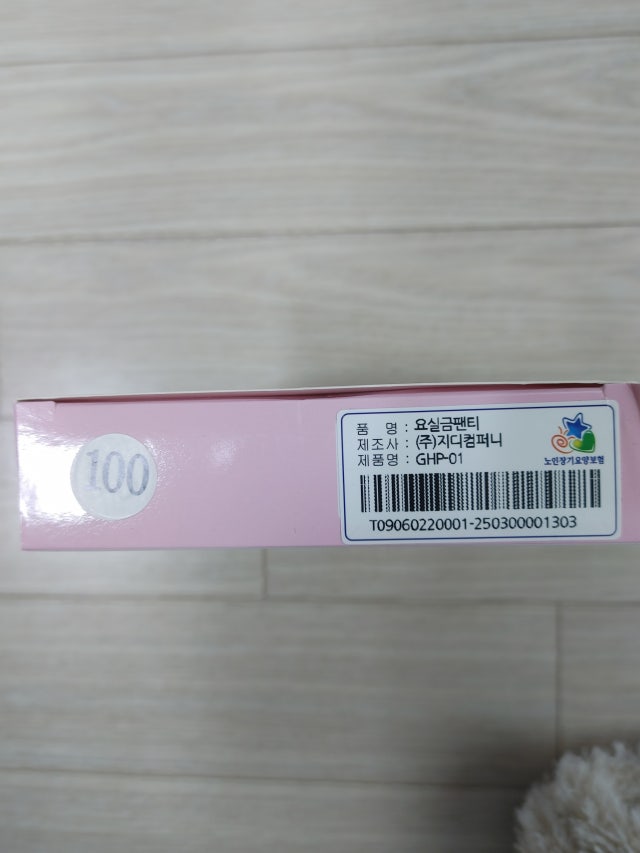 100
품 명 : 요실금팬티
제조사 : (주)지디컴퍼니
제품명 : GHP-01
노인장기요양보험
T09060220001-250300001303